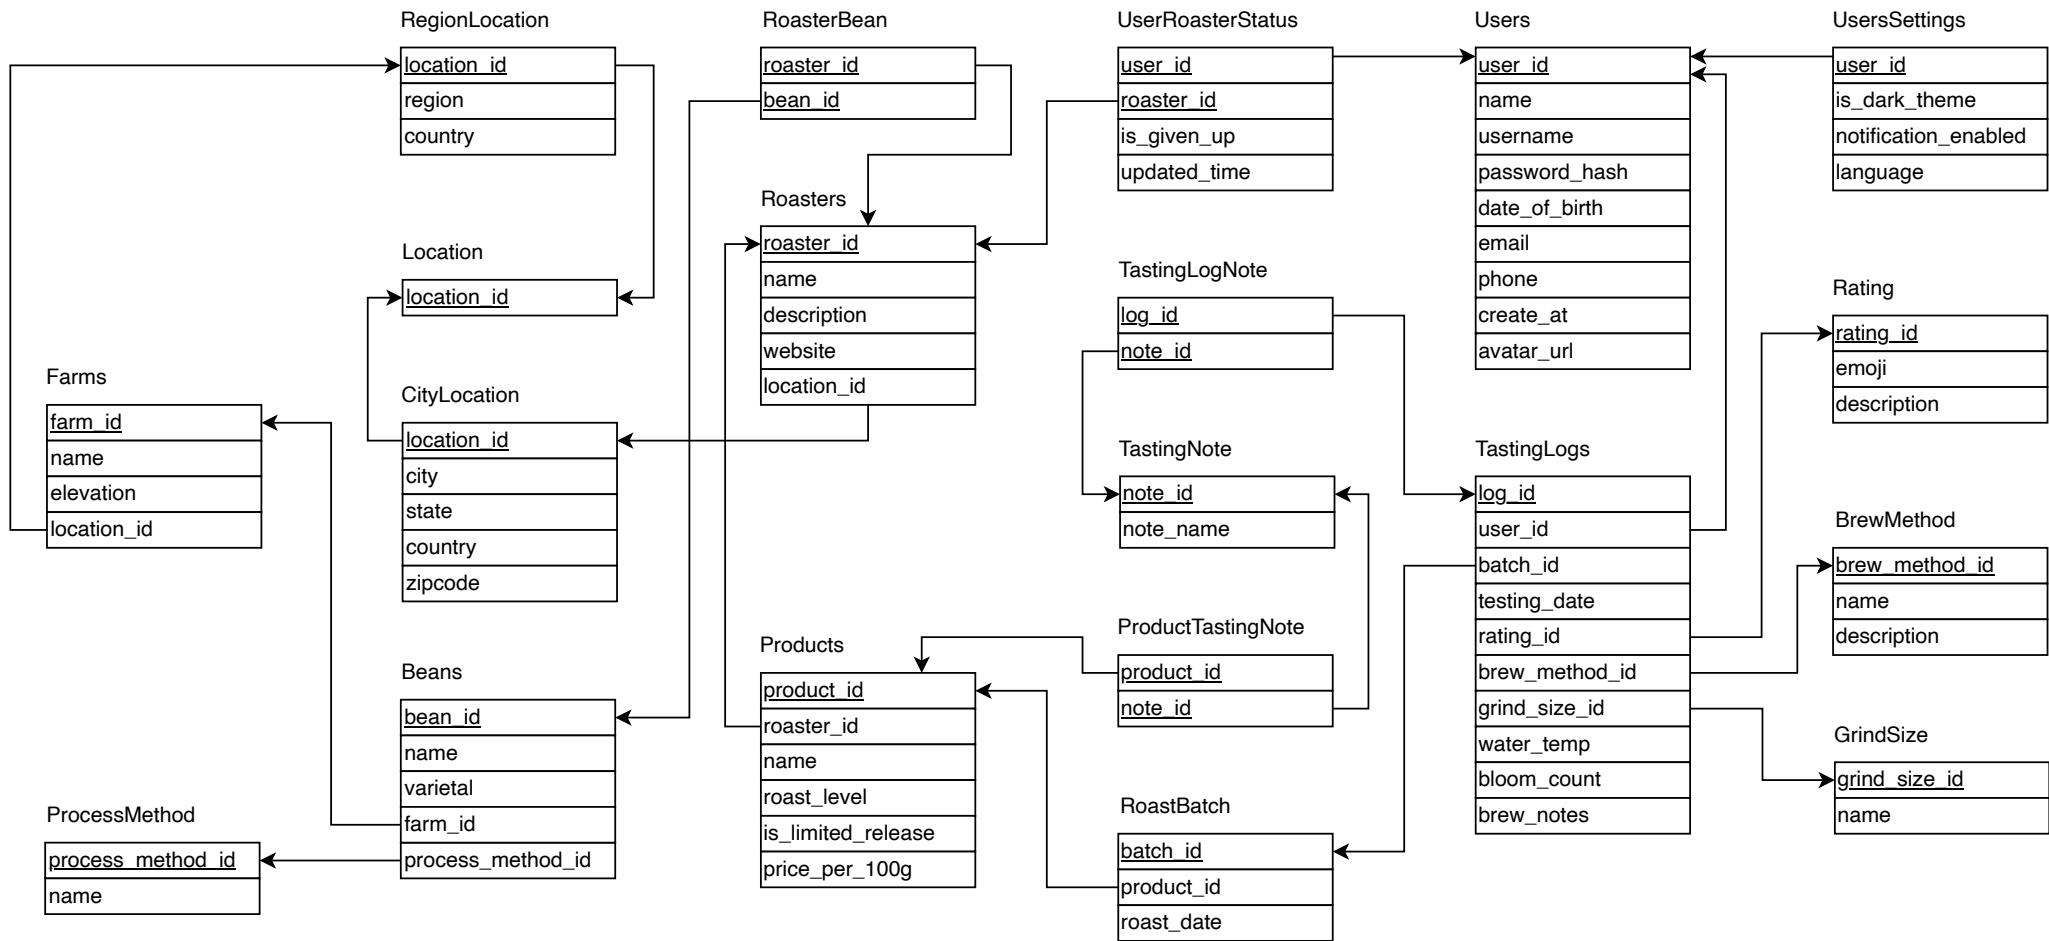 RegionLocation
location_id
region
country
RoasterBean
roaster_id
bean_id
UserRoasterStatus
user_id
roaster_id
is_given_up
updated_time
Users
user_id
name
username
password_hash
date_of_birth
email
phone
create_at
avatar_url
UsersSettings
user_id
is_dark_theme
notification_enabled
language
Location
location_id
Roasters
roaster_id
name
description
website
location_id
TastingLogNote
log_id
note_id
Rating
rating_id
emoji
description
Farms
farm_id
name
elevation
location_id
CityLocation
location_id
city
state
country
zipcode
TastingNote
note_id
note_name
TastingLogs
log_id
user_id
batch_id
testing_date
rating_id
brew_method_id
grind_size_id
water_temp
bloom_count
brew_notes
BrewMethod
brew_method_id
name
description
ProcessMethod
process_method_id
name
Beans
bean_id
name
varietal
farm_id
process_method_id
Products
product_id
roaster_id
name
roast_level
is_limited_release
price_per_100g
ProductTastingNote
product_id
note_id
RoastBatch
batch_id
product_id
roast_date
GrindSize
grind_size_id
name